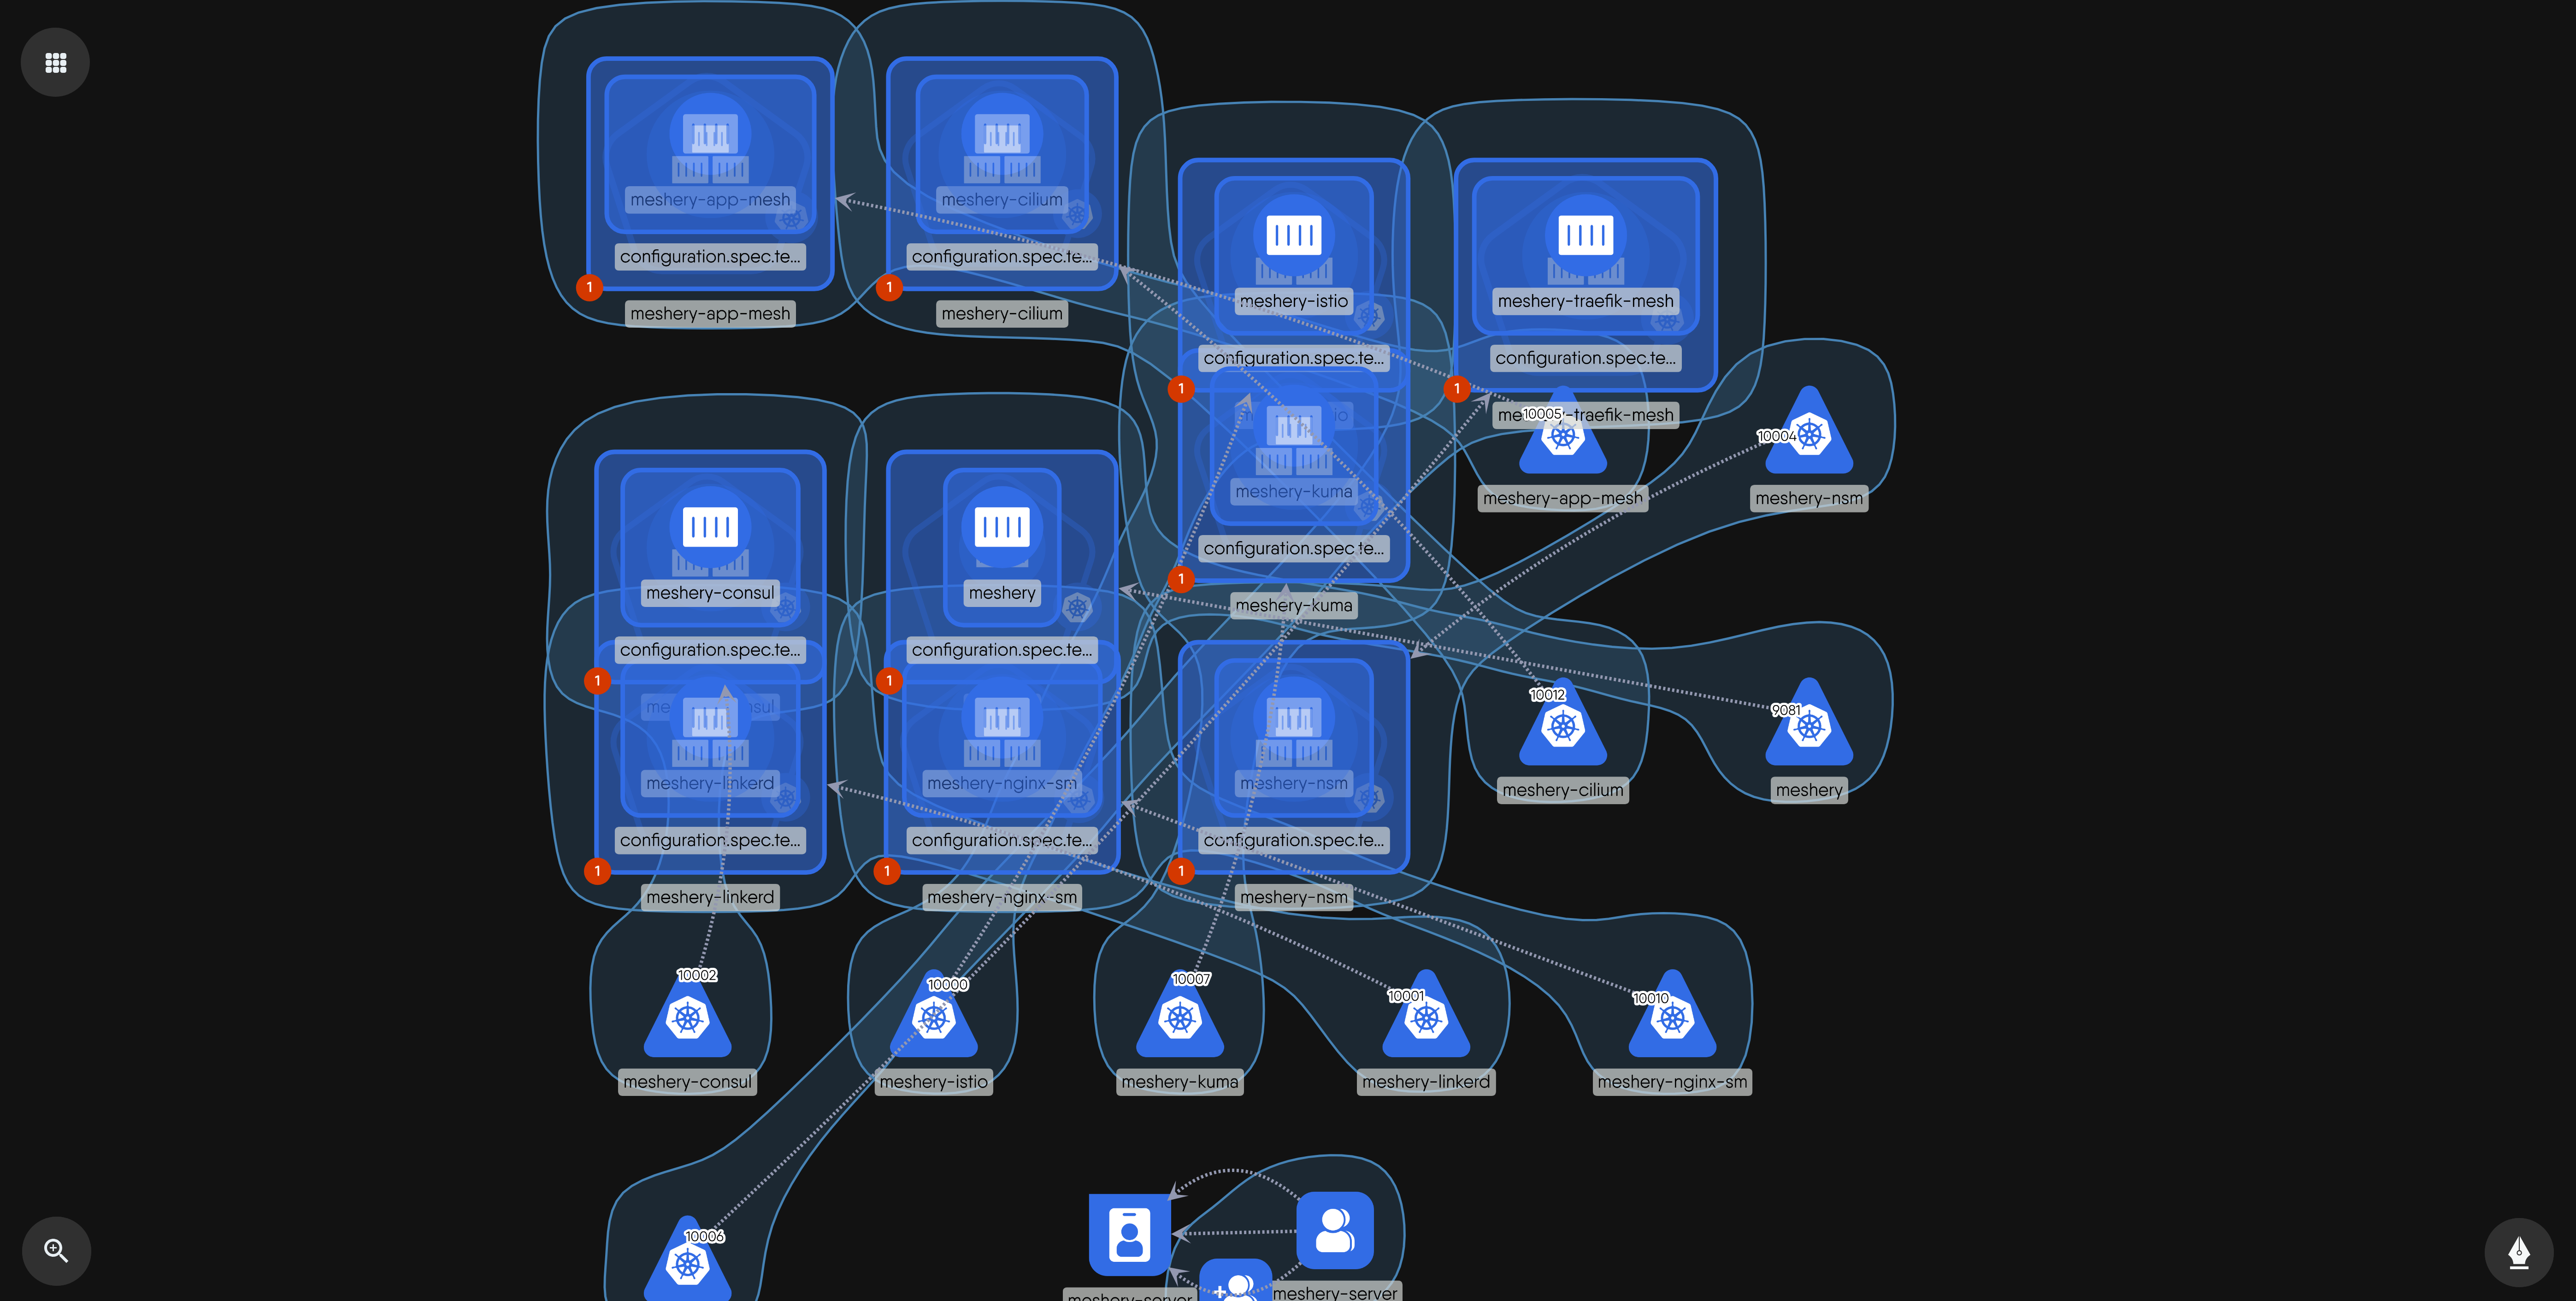 meshery-app-mesh
meshery-cilium
configuration.spec.te...
configuration.spec.te...
1
1
meshery-app-mesh
meshery-cilium
meshery-istio
meshery-traefik-mesh
configuration.spec.te...
configuration.spec.te...
1
1
meshery-traefik-mesh
10005
10004
meshery-kuma
meshery-app-mesh
meshery-nsm
configuration.spec.te...
1
meshery-kuma
meshery-consul
meshery
configuration.spec.te...
configuration.spec.te...
1
1
10012
9081
meshery-linkerd
meshery-nginx-sm
meshery-nsm
meshery-cilium
meshery
configuration.spec.te...
configuration.spec.te...
configuration.spec.te...
1
1
1
meshery-linkerd
meshery-nginx-sm
meshery-nsm
10002
10000
10007
10001
10010
meshery-consul
meshery-istio
meshery-kuma
meshery-linkerd
meshery-nginx-sm
10006
meshery-server
meshery-server